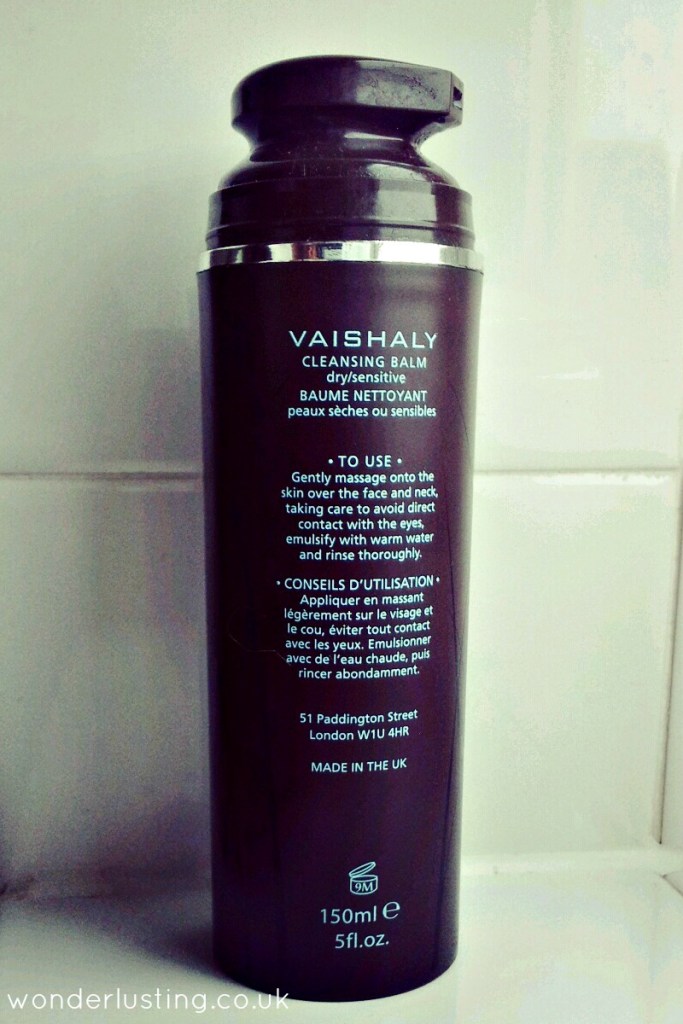 VAISHALY
CLEANSING BALM
dry/sensitive
BAUME NETTOYANT
peaux sèches ou sensibles
• TO USE •
Gently massage onto the
skin over the face and neck,
taking care to avoid direct
contact with the eyes,
emulsify with warm water
and rinse thoroughly.
• CONSEILS D'UTILISATION •
Appliquer en massant
légèrement sur le visage et
le cou, éviter tout contact
avec les yeux. Emulsionner
avec de l'eau chaude, puis
rincer abondamment.
51 Paddington Street
London W1U 4HR
MADE IN THE UK
9M
150ml e
5fl.oz.
wonderlusting.co.uk